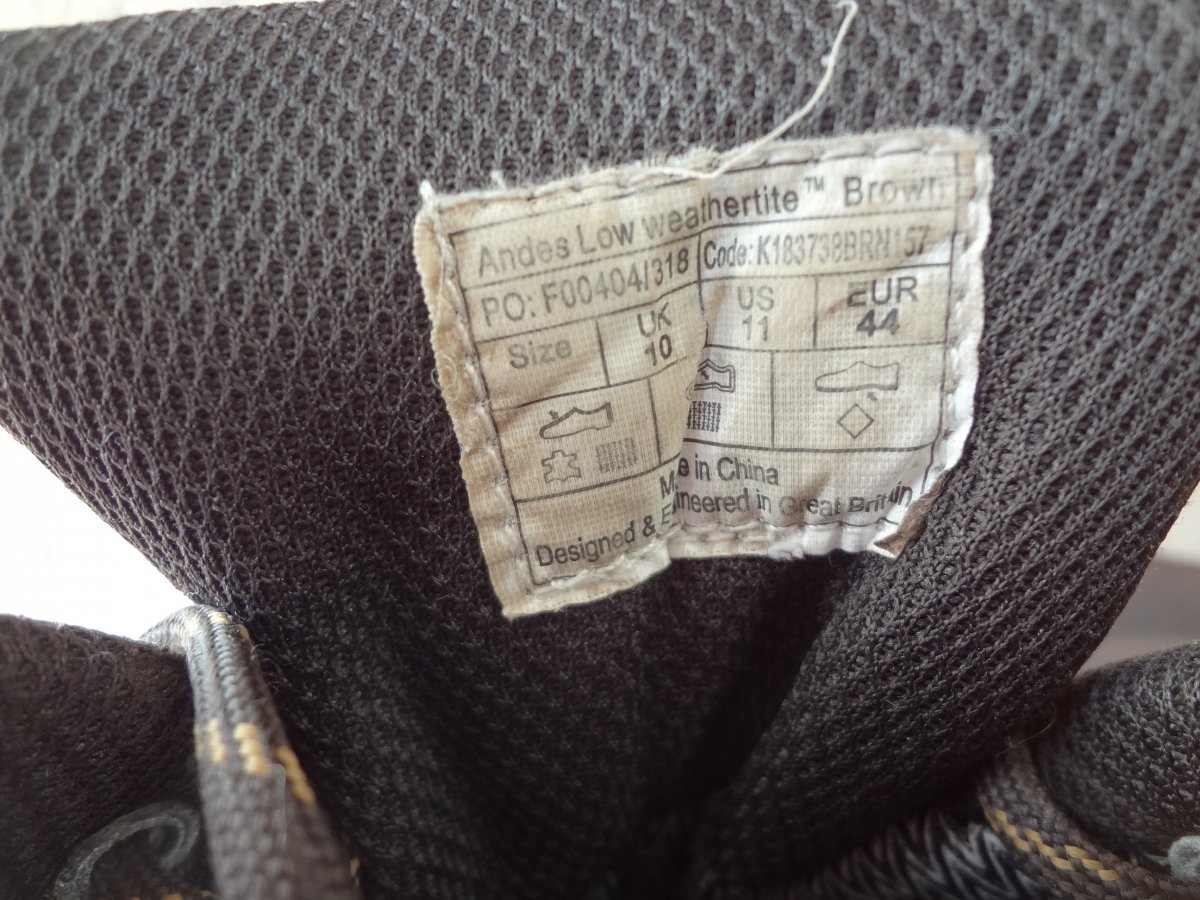 Andes Low weathertite™ Brown
PO: F00404/318 Code: K183738BRN157
Size UK 10 US 11 EUR 44
e in China
Designed & E ineered in Great Britain